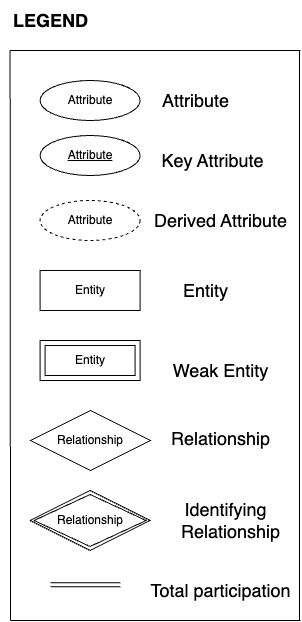 LEGEND
Attribute Attribute
Attribute Key Attribute
Attribute Derived Attribute
Entity Entity
Entity Weak Entity
Relationship Relationship
Relationship Identifying
Relationship
Total participation